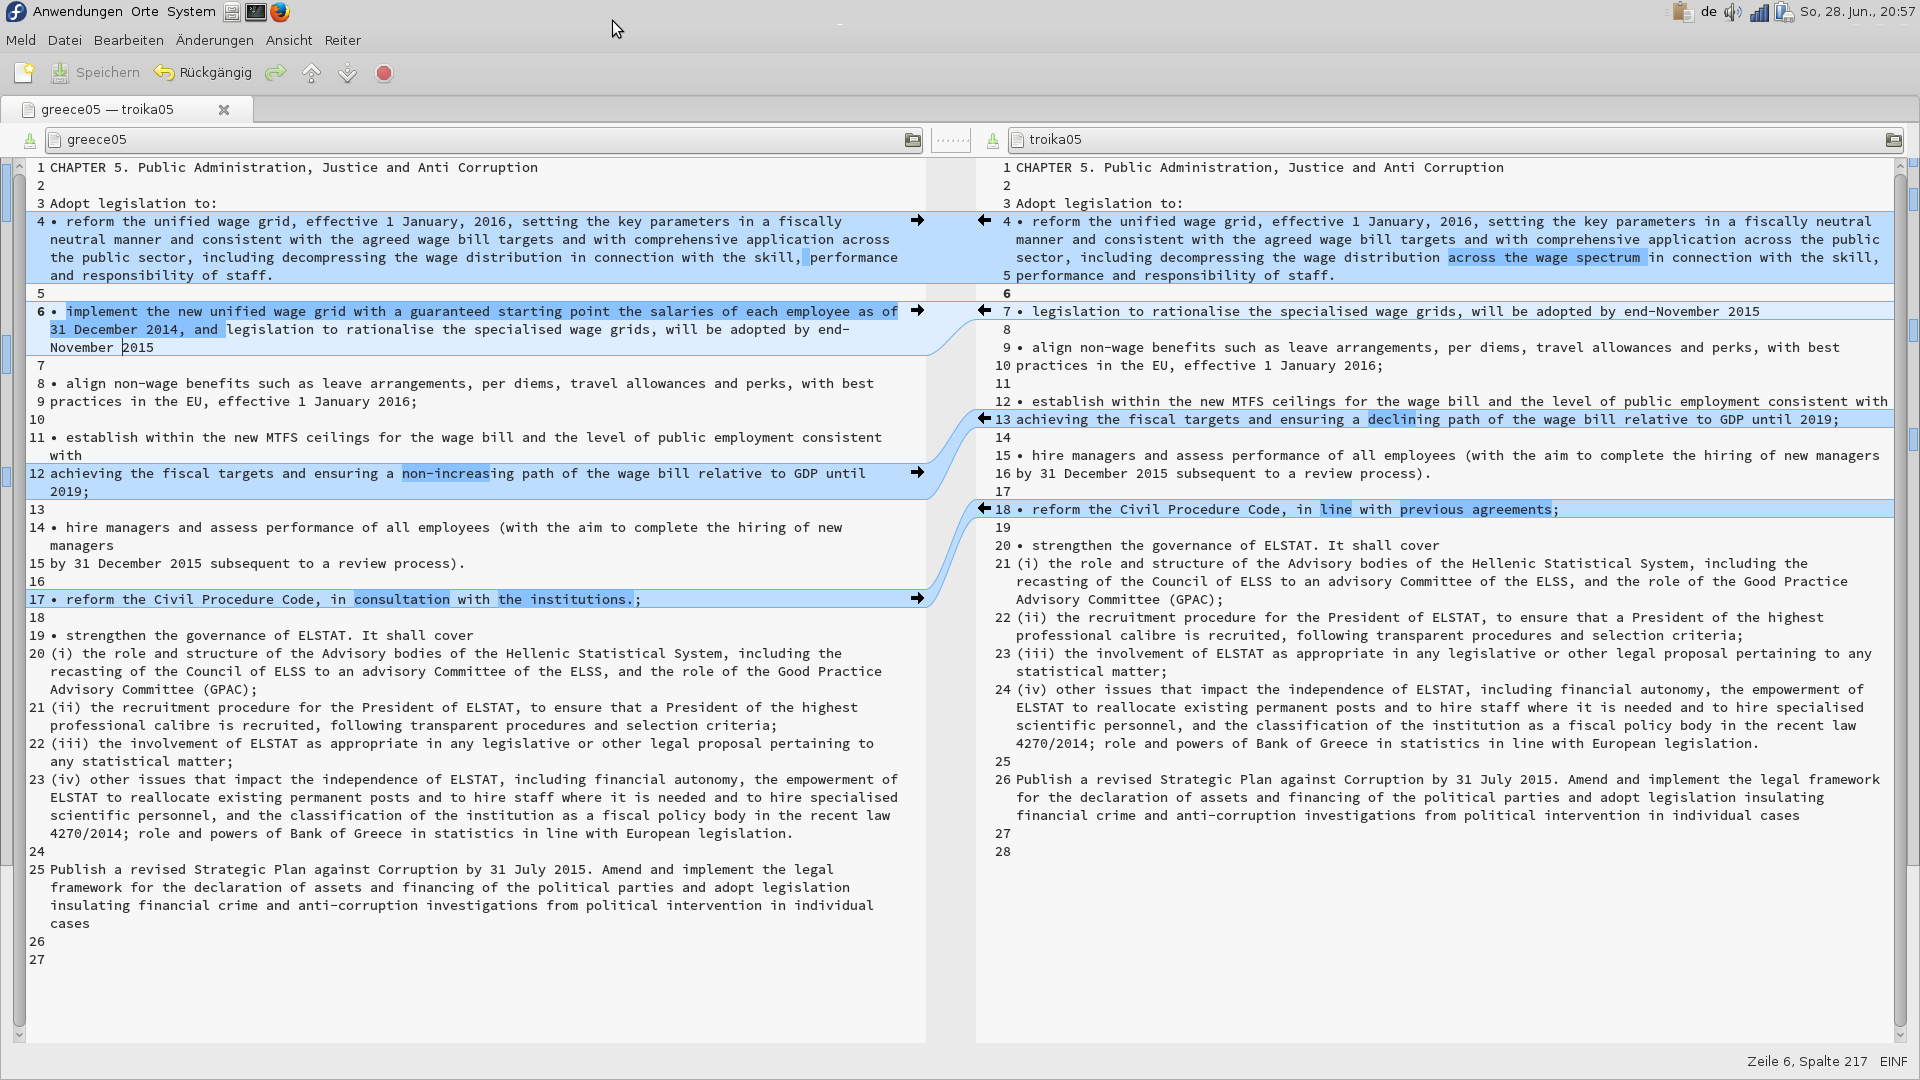 Anwendungen Orte System de So, 28. Jun., 20:57
Meld Datei Bearbeiten Änderungen Ansicht Reiter
Speichern Rückgängig
greece05 — troika05
greece05
1 CHAPTER 5. Public Administration, Justice and Anti Corruption
2
3 Adopt legislation to:
4 • reform the unified wage grid, effective 1 January, 2016, setting the key parameters in a fiscally
neutral manner and consistent with the agreed wage bill targets and with comprehensive application across
the public sector, including decompressing the wage distribution in connection with the skill, performance
and responsibility of staff.
5
6 • implement the new unified wage grid with a guaranteed starting point the salaries of each employee as of
31 December 2014, and legislation to rationalise the specialised wage grids, will be adopted by end-
November 2015
7
8 • align non-wage benefits such as leave arrangements, per diems, travel allowances and perks, with best
9 practices in the EU, effective 1 January 2016;
10
11 • establish within the new MTFS ceilings for the wage bill and the level of public employment consistent
with
12 achieving the fiscal targets and ensuring a non-increasing path of the wage bill relative to GDP until
2019;
13
14 • hire managers and assess performance of all employees (with the aim to complete the hiring of new
managers
15 by 31 December 2015 subsequent to a review process).
16
17 • reform the Civil Procedure Code, in consultation with the institutions.;
18
19 • strengthen the governance of ELSTAT. It shall cover
20 (i) the role and structure of the Advisory bodies of the Hellenic Statistical System, including the
recasting of the Council of ELSS to an advisory Committee of the ELSS, and the role of the Good Practice
Advisory Committee (GPAC);
21 (ii) the recruitment procedure for the President of ELSTAT, to ensure that a President of the highest
professional calibre is recruited, following transparent procedures and selection criteria;
22 (iii) the involvement of ELSTAT as appropriate in any legislative or other legal proposal pertaining to
any statistical matter;
23 (iv) other issues that impact the independence of ELSTAT, including financial autonomy, the empowerment of
ELSTAT to reallocate existing permanent posts and to hire staff where it is needed and to hire specialised
scientific personnel, and the classification of the institution as a fiscal policy body in the recent law
4270/2014; role and powers of Bank of Greece in statistics in line with European legislation.
24
25 Publish a revised Strategic Plan against Corruption by 31 July 2015. Amend and implement the legal
framework for the declaration of assets and financing of the political parties and adopt legislation
insulating financial crime and anti-corruption investigations from political intervention in individual
cases
26
27
troika05
1 CHAPTER 5. Public Administration, Justice and Anti Corruption
2
3 Adopt legislation to:
4 • reform the unified wage grid, effective 1 January, 2016, setting the key parameters in a fiscally neutral
manner and consistent with the agreed wage bill targets and with comprehensive application across the public
sector, including decompressing the wage distribution across the wage spectrum in connection with the skill,
5 performance and responsibility of staff.
6
7 • legislation to rationalise the specialised wage grids, will be adopted by end-November 2015
8
9 • align non-wage benefits such as leave arrangements, per diems, travel allowances and perks, with best
10 practices in the EU, effective 1 January 2016;
11
12 • establish within the new MTFS ceilings for the wage bill and the level of public employment consistent with
13 achieving the fiscal targets and ensuring a declining path of the wage bill relative to GDP until 2019;
14
15 • hire managers and assess performance of all employees (with the aim to complete the hiring of new managers
16 by 31 December 2015 subsequent to a review process).
17
18 • reform the Civil Procedure Code, in line with previous agreements;
19
20 • strengthen the governance of ELSTAT. It shall cover
21 (i) the role and structure of the Advisory bodies of the Hellenic Statistical System, including the
recasting of the Council of ELSS to an advisory Committee of the ELSS, and the role of the Good Practice
Advisory Committee (GPAC);
22 (ii) the recruitment procedure for the President of ELSTAT, to ensure that a President of the highest
professional calibre is recruited, following transparent procedures and selection criteria;
23 (iii) the involvement of ELSTAT as appropriate in any legislative or other legal proposal pertaining to any
statistical matter;
24 (iv) other issues that impact the independence of ELSTAT, including financial autonomy, the empowerment of
ELSTAT to reallocate existing permanent posts and to hire staff where it is needed and to hire specialised
scientific personnel, and the classification of the institution as a fiscal policy body in the recent law
4270/2014; role and powers of Bank of Greece in statistics in line with European legislation.
25
26 Publish a revised Strategic Plan against Corruption by 31 July 2015. Amend and implement the legal framework
for the declaration of assets and financing of the political parties and adopt legislation insulating
financial crime and anti-corruption investigations from political intervention in individual cases
27
28
Zeile 6, Spalte 217 EINF